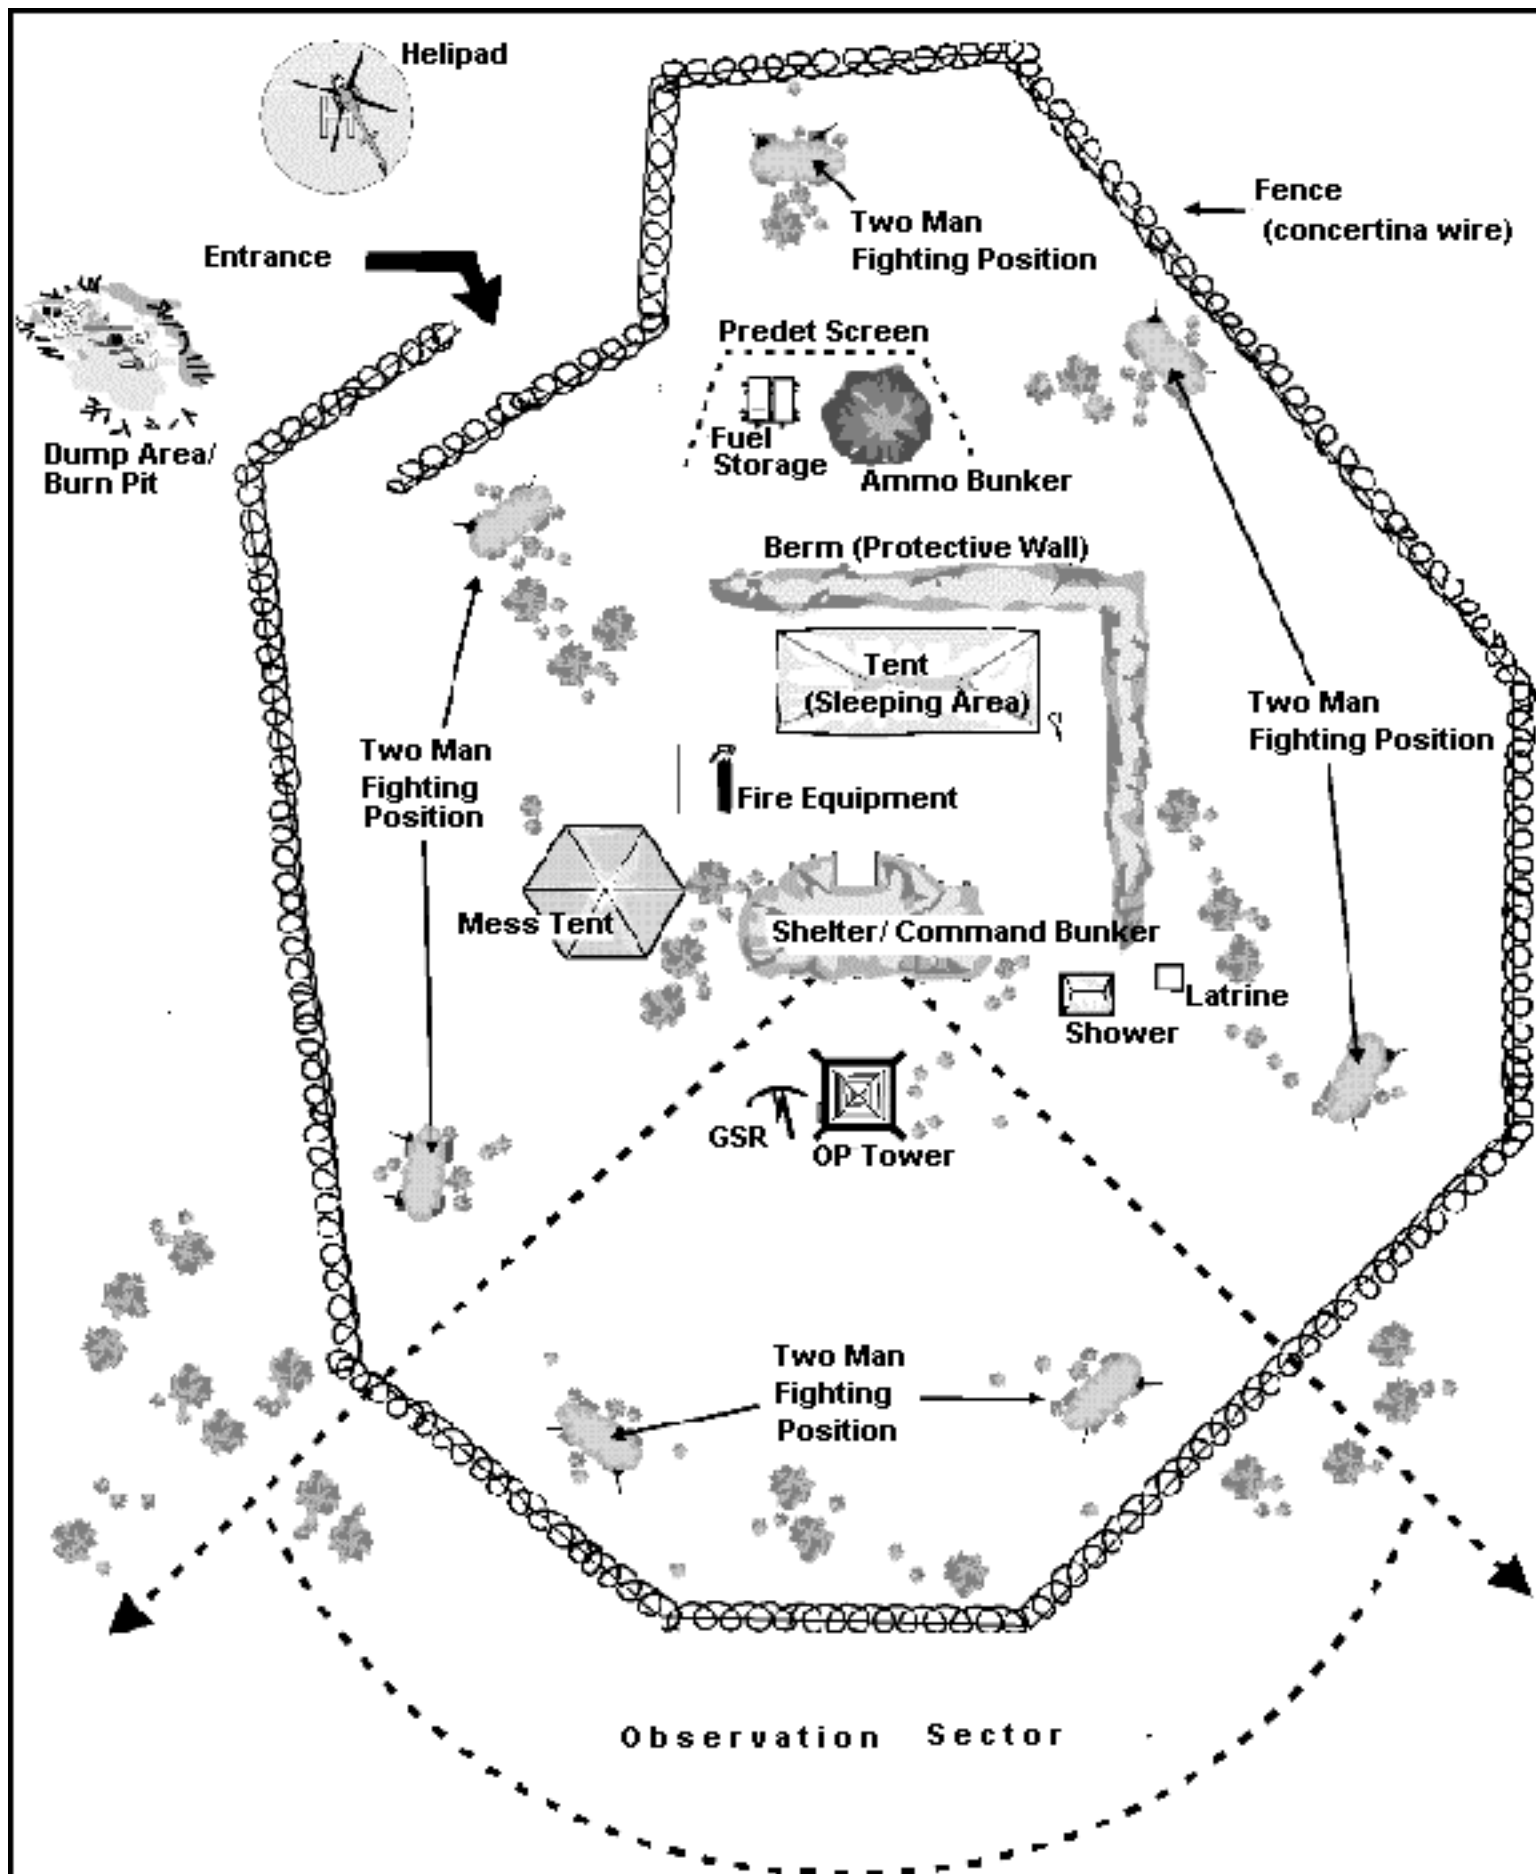 Helipad
H
Fence
(concertina wire)
Two Man
Fighting Position
Entrance
Predet Screen
Fuel
Storage
Ammo Bunker
Dump Area/
Burn Pit
Berm (Protective Wall)
Tent
(Sleeping Area)
Two Man
Fighting Position
Two Man
Fighting
Position
Fire Equipment
Mess Tent
Shelter/ Command Bunker
Latrine
Shower
GSR
OP Tower
Two Man
Fighting
Position
Observation Sector